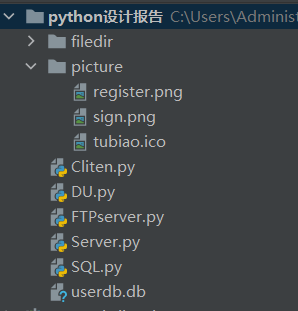 python设计报告 C:\Users\Administ
filedir
picture
register.png
sign.png
tubiao.ico
Cliten.py
DU.py
FTPserver.py
Server.py
SQL.py
userdb.db